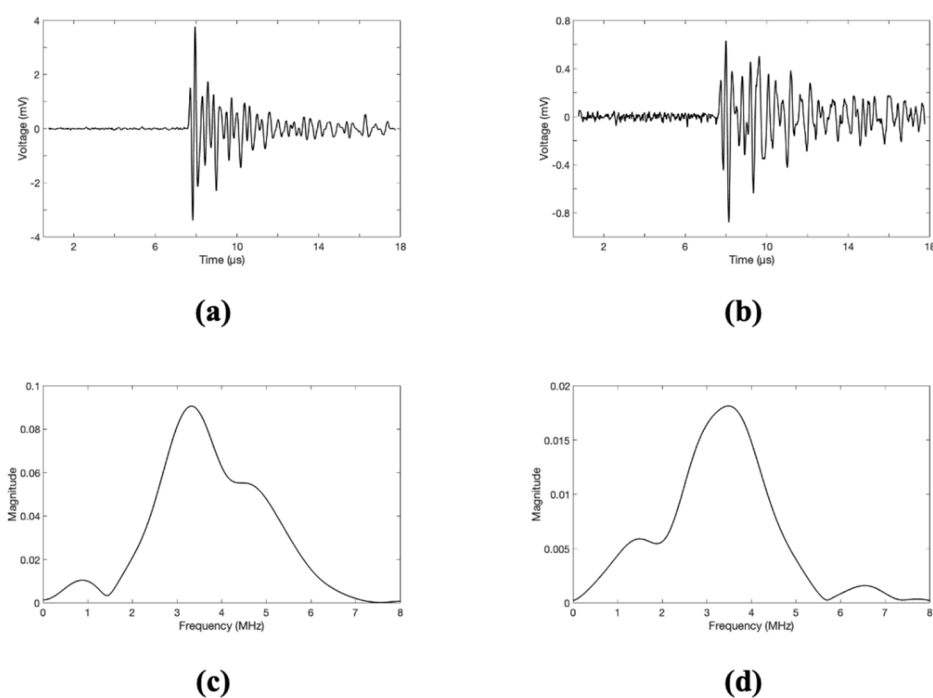 4
2
0
-2
-4
Voltage (mV)
2 6 10 14 18
Time (µs)
(a)
0.8
0.4
0
-0.4
-0.8
Voltage (mV)
2 6 10 14 18
Time (µs)
(b)
0.1
0.08
0.06
0.04
0.02
0
Magnitude
0 1 2 3 4 5 6 7 8
Frequency (MHz)
(c)
0.02
0.015
0.01
0.005
0
Magnitude
0 1 2 3 4 5 6 7 8
Frequency (MHz)
(d)